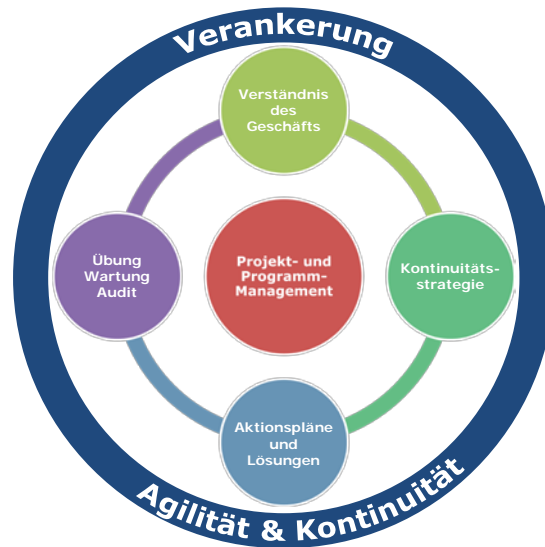 Verankerung
Verständnis
des
Geschäfts
Übung
Wartung
Audit
Projekt- und
Programm-
Management
Kontinuitäts-
strategie
Aktionspläne
und
Lösungen
Agilität & Kontinuität